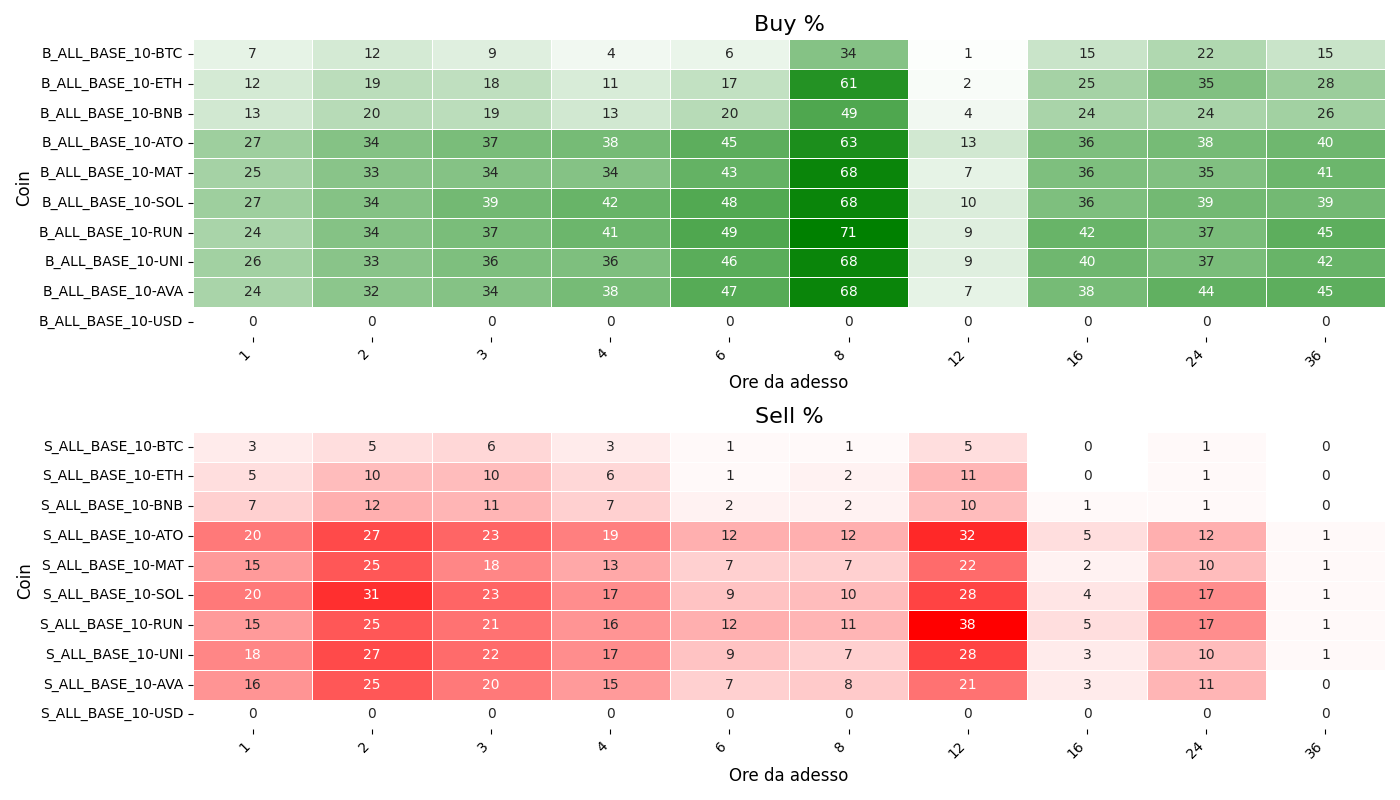 Buy %
Coin
B_ALL_BASE_10-BTC 7 12 9 4 6 34 1 15 22 15
B_ALL_BASE_10-ETH 12 19 18 11 17 61 2 25 35 28
B_ALL_BASE_10-BNB 13 20 19 13 20 49 4 24 24 26
B_ALL_BASE_10-ATO 27 34 37 38 45 63 13 36 38 40
B_ALL_BASE_10-MAT 25 33 34 34 43 68 7 36 35 41
B_ALL_BASE_10-SOL 27 34 39 42 48 68 10 36 39 39
B_ALL_BASE_10-RUN 24 34 37 41 49 71 9 42 37 45
B_ALL_BASE_10-UNI 26 33 36 36 46 68 9 40 37 42
B_ALL_BASE_10-AVA 24 32 34 38 47 68 7 38 44 45
B_ALL_BASE_10-USD 0 0 0 0 0 0 0 0 0 0
1 2 3 4 6 8 12 16 24 36
Ore da adesso
Sell %
Coin
S_ALL_BASE_10-BTC 3 5 6 3 1 1 5 0 1 0
S_ALL_BASE_10-ETH 5 10 10 6 1 2 11 0 1 0
S_ALL_BASE_10-BNB 7 12 11 7 2 2 10 1 1 0
S_ALL_BASE_10-ATO 20 27 23 19 12 12 32 5 12 1
S_ALL_BASE_10-MAT 15 25 18 13 7 7 22 2 10 1
S_ALL_BASE_10-SOL 20 31 23 17 9 10 28 4 17 1
S_ALL_BASE_10-RUN 15 25 21 16 12 11 38 5 17 1
S_ALL_BASE_10-UNI 18 27 22 17 9 7 28 3 10 1
S_ALL_BASE_10-AVA 16 25 20 15 7 8 21 3 11 0
S_ALL_BASE_10-USD 0 0 0 0 0 0 0 0 0 0
1 2 3 4 6 8 12 16 24 36
Ore da adesso